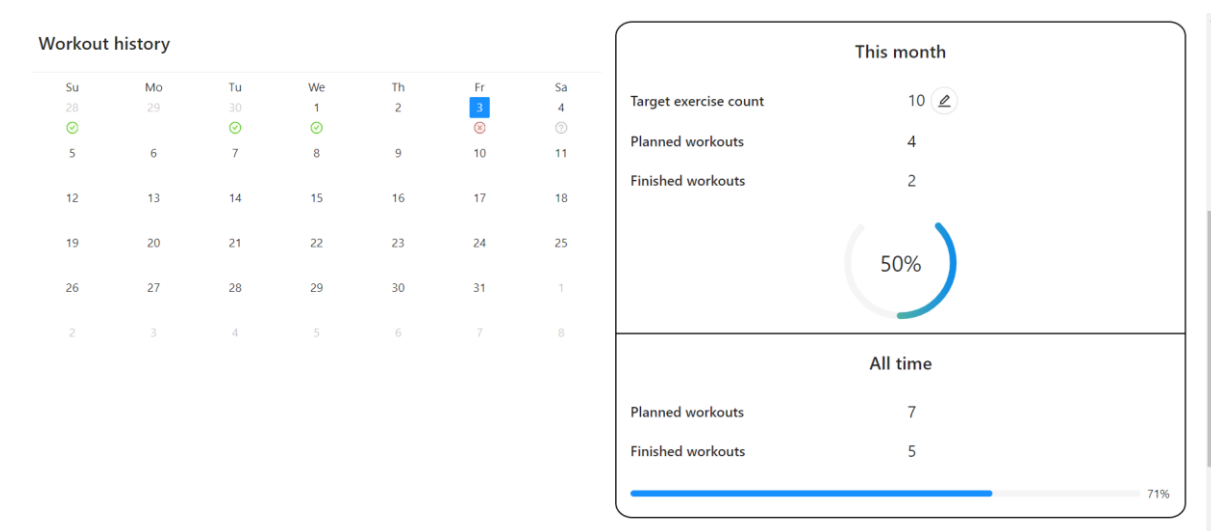 Workout history
Su Mo Tu We Th Fr Sa
28 29 30 1 2 3 4
5 6 7 8 9 10 11
12 13 14 15 16 17 18
19 20 21 22 23 24 25
26 27 28 29 30 31 1
2 3 4 5 6 7 8
This month
Target exercise count 10
Planned workouts 4
Finished workouts 2
50%
All time
Planned workouts 7
Finished workouts 5
71%